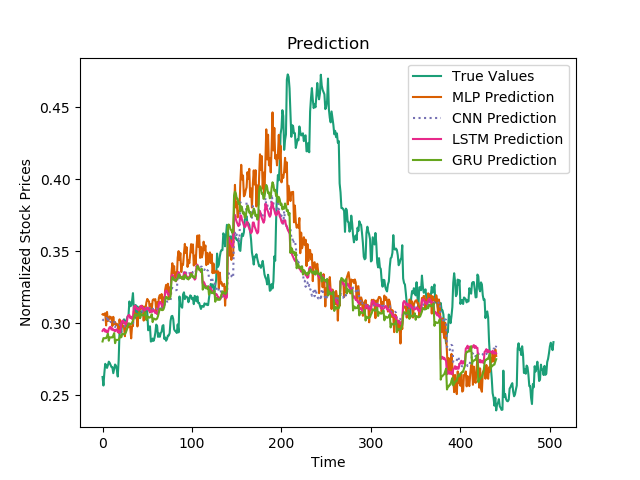 Prediction
True Values
MLP Prediction
CNN Prediction
LSTM Prediction
GRU Prediction
Normalized Stock Prices
0.45
0.40
0.35
0.30
0.25
0 100 200 300 400 500
Time